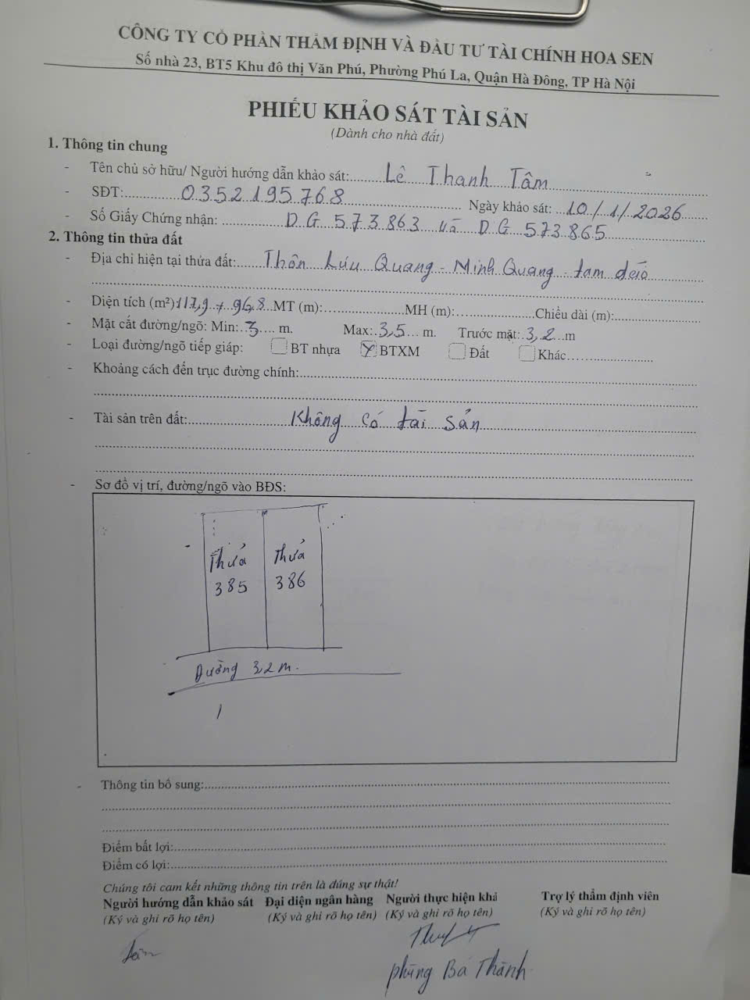 CÔNG TY CỔ PHẦN THẨM ĐỊNH VÀ ĐẦU TƯ TÀI CHÍNH HOA SEN
Số nhà 23, BT5 Khu đô thị Văn Phú, Phường Phú La, Quận Hà Đông, TP Hà Nội
PHIẾU KHẢO SÁT TÀI SẢN
(Dành cho nhà đất)
1. Thông tin chung
- Tên chủ sở hữu/ Người hướng dẫn khảo sát: Lê Thanh Tâm
- SĐT: 0352195768 Ngày khảo sát: 10/1/2026
- Số Giấy Chứng nhận: DG 573863 và DG 573865
2. Thông tin thửa đất
- Địa chỉ hiện tại thửa đất: Thôn Lưu Quang - Minh Quang - tam đảo
- Diện tích (m²): 117,9 + 96,8 MT (m): MH (m): Chiều dài (m):
- Mặt cắt đường/ngõ: Min: 3 m. Max: 3,5 m. Trước mặt: 3,2 m
- Loại đường/ngõ tiếp giáp: BT nhựa BTXM Đất Khác
- Khoảng cách đến trục đường chính:
- Tài sản trên đất: Không có tài sản
- Sơ đồ vị trí, đường/ngõ vào BĐS:
Thửa 385
Thửa 386
Đường 3,2 m.
- Thông tin bổ sung:
Điểm bất lợi:
Điểm có lợi:
Chúng tôi cam kết những thông tin trên là đúng sự thật!
Người hướng dẫn khảo sát Đại diện ngân hàng Người thực hiện khả Trợ lý thẩm định viên
(Ký và ghi rõ họ tên) (Ký và ghi rõ họ tên) (Ký và ghi rõ họ tên) (Ký và ghi rõ họ tên)
Tâm
Phùng Bá Thành